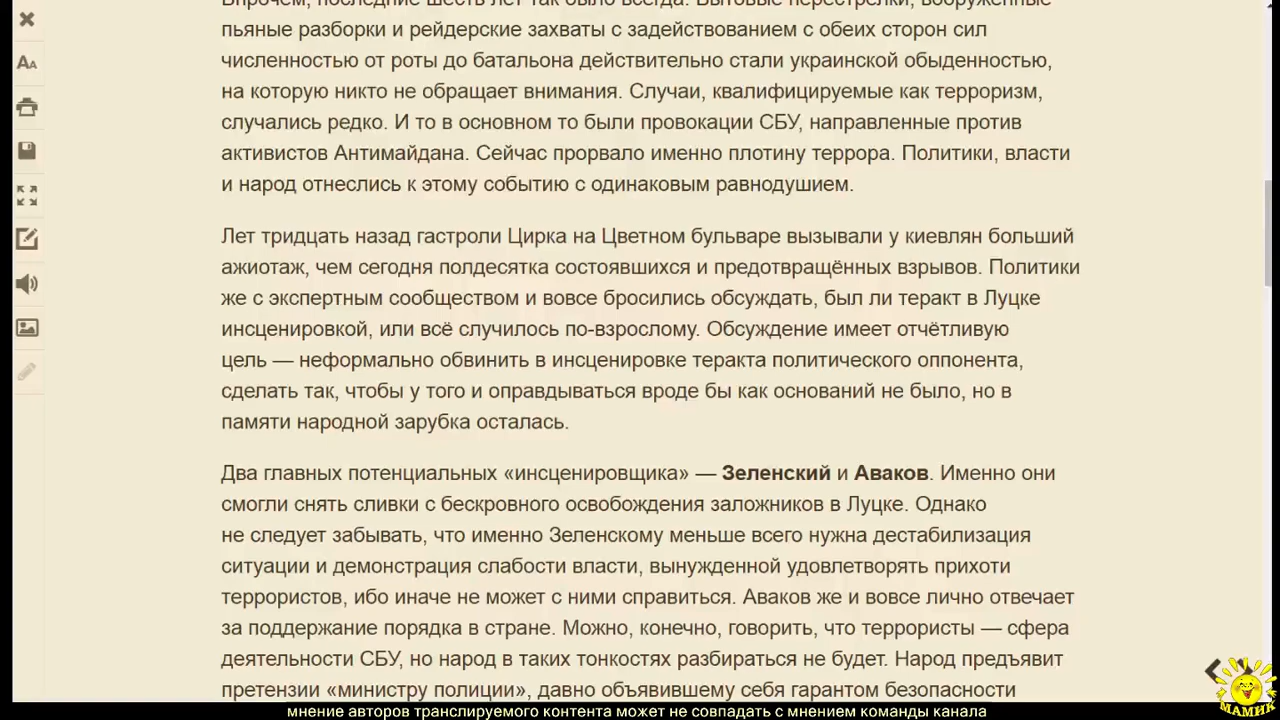 Впрочем, последние шесть лет так было всегда. Бытовые перестрелки, вооружённые
пьяные разборки и рейдерские захваты с задействованием с обеих сторон сил
численностью от роты до батальона действительно стали украинской обыденностью,
на которую никто не обращает внимания. Случаи, квалифицируемые как терроризм,
случались редко. И то в основном то были провокации СБУ, направленные против
активистов Антимайдана. Сейчас прорвало именно плотину террора. Политики, власти
и народ отнеслись к этому событию с одинаковым равнодушием.
Лет тридцать назад гастроли Цирка на Цветном бульваре вызывали у киевлян больший
ажиотаж, чем сегодня полдесятка состоявшихся и предотвращённых взрывов. Политики
же с экспертным сообществом и вовсе бросились обсуждать, был ли теракт в Луцке
инсценировкой, или всё случилось по-взрослому. Обсуждение имеет отчётливую
цель — неформально обвинить в инсценировке теракта политического оппонента,
сделать так, чтобы у того и оправдываться вроде бы как оснований не было, но в
памяти народной зарубка осталась.
Два главных потенциальных «инсценировщика» — Зеленский и Аваков. Именно они
смогли снять сливки с бескровного освобождения заложников в Луцке. Однако
не следует забывать, что именно Зеленскому меньше всего нужна дестабилизация
ситуации и демонстрация слабости власти, вынужденной удовлетворять прихоти
террористов, ибо иначе не может с ними справиться. Аваков же и вовсе лично отвечает
за поддержание порядка в стране. Можно, конечно, говорить, что террористы — сфера
деятельности СБУ, но народ в таких тонкостях разбираться не будет. Народ предъявит
претензии «министру полиции», давно объявившему себя гарантом безопасности
МАМИК
мнение авторов транслируемого контента может не совпадать с мнением команды канала